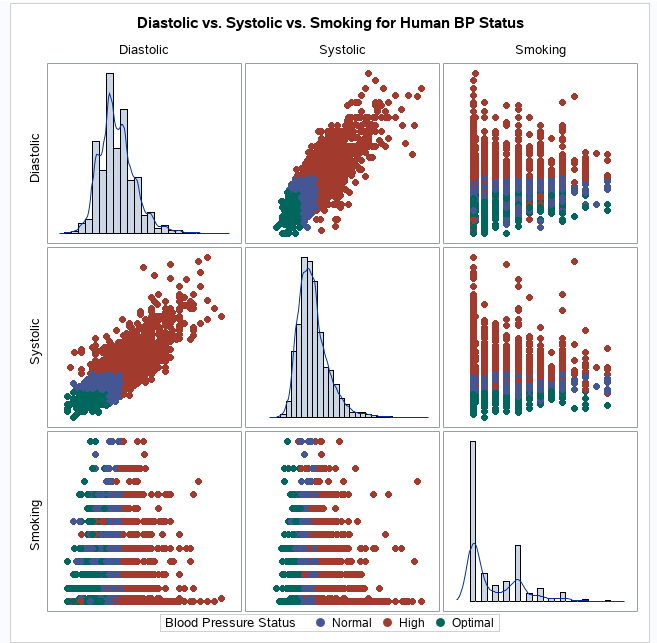 Diastolic vs. Systolic vs. Smoking for Human BP Status
Diastolic Systolic Smoking
Diastolic
Systolic
Smoking
Blood Pressure Status Normal High Optimal